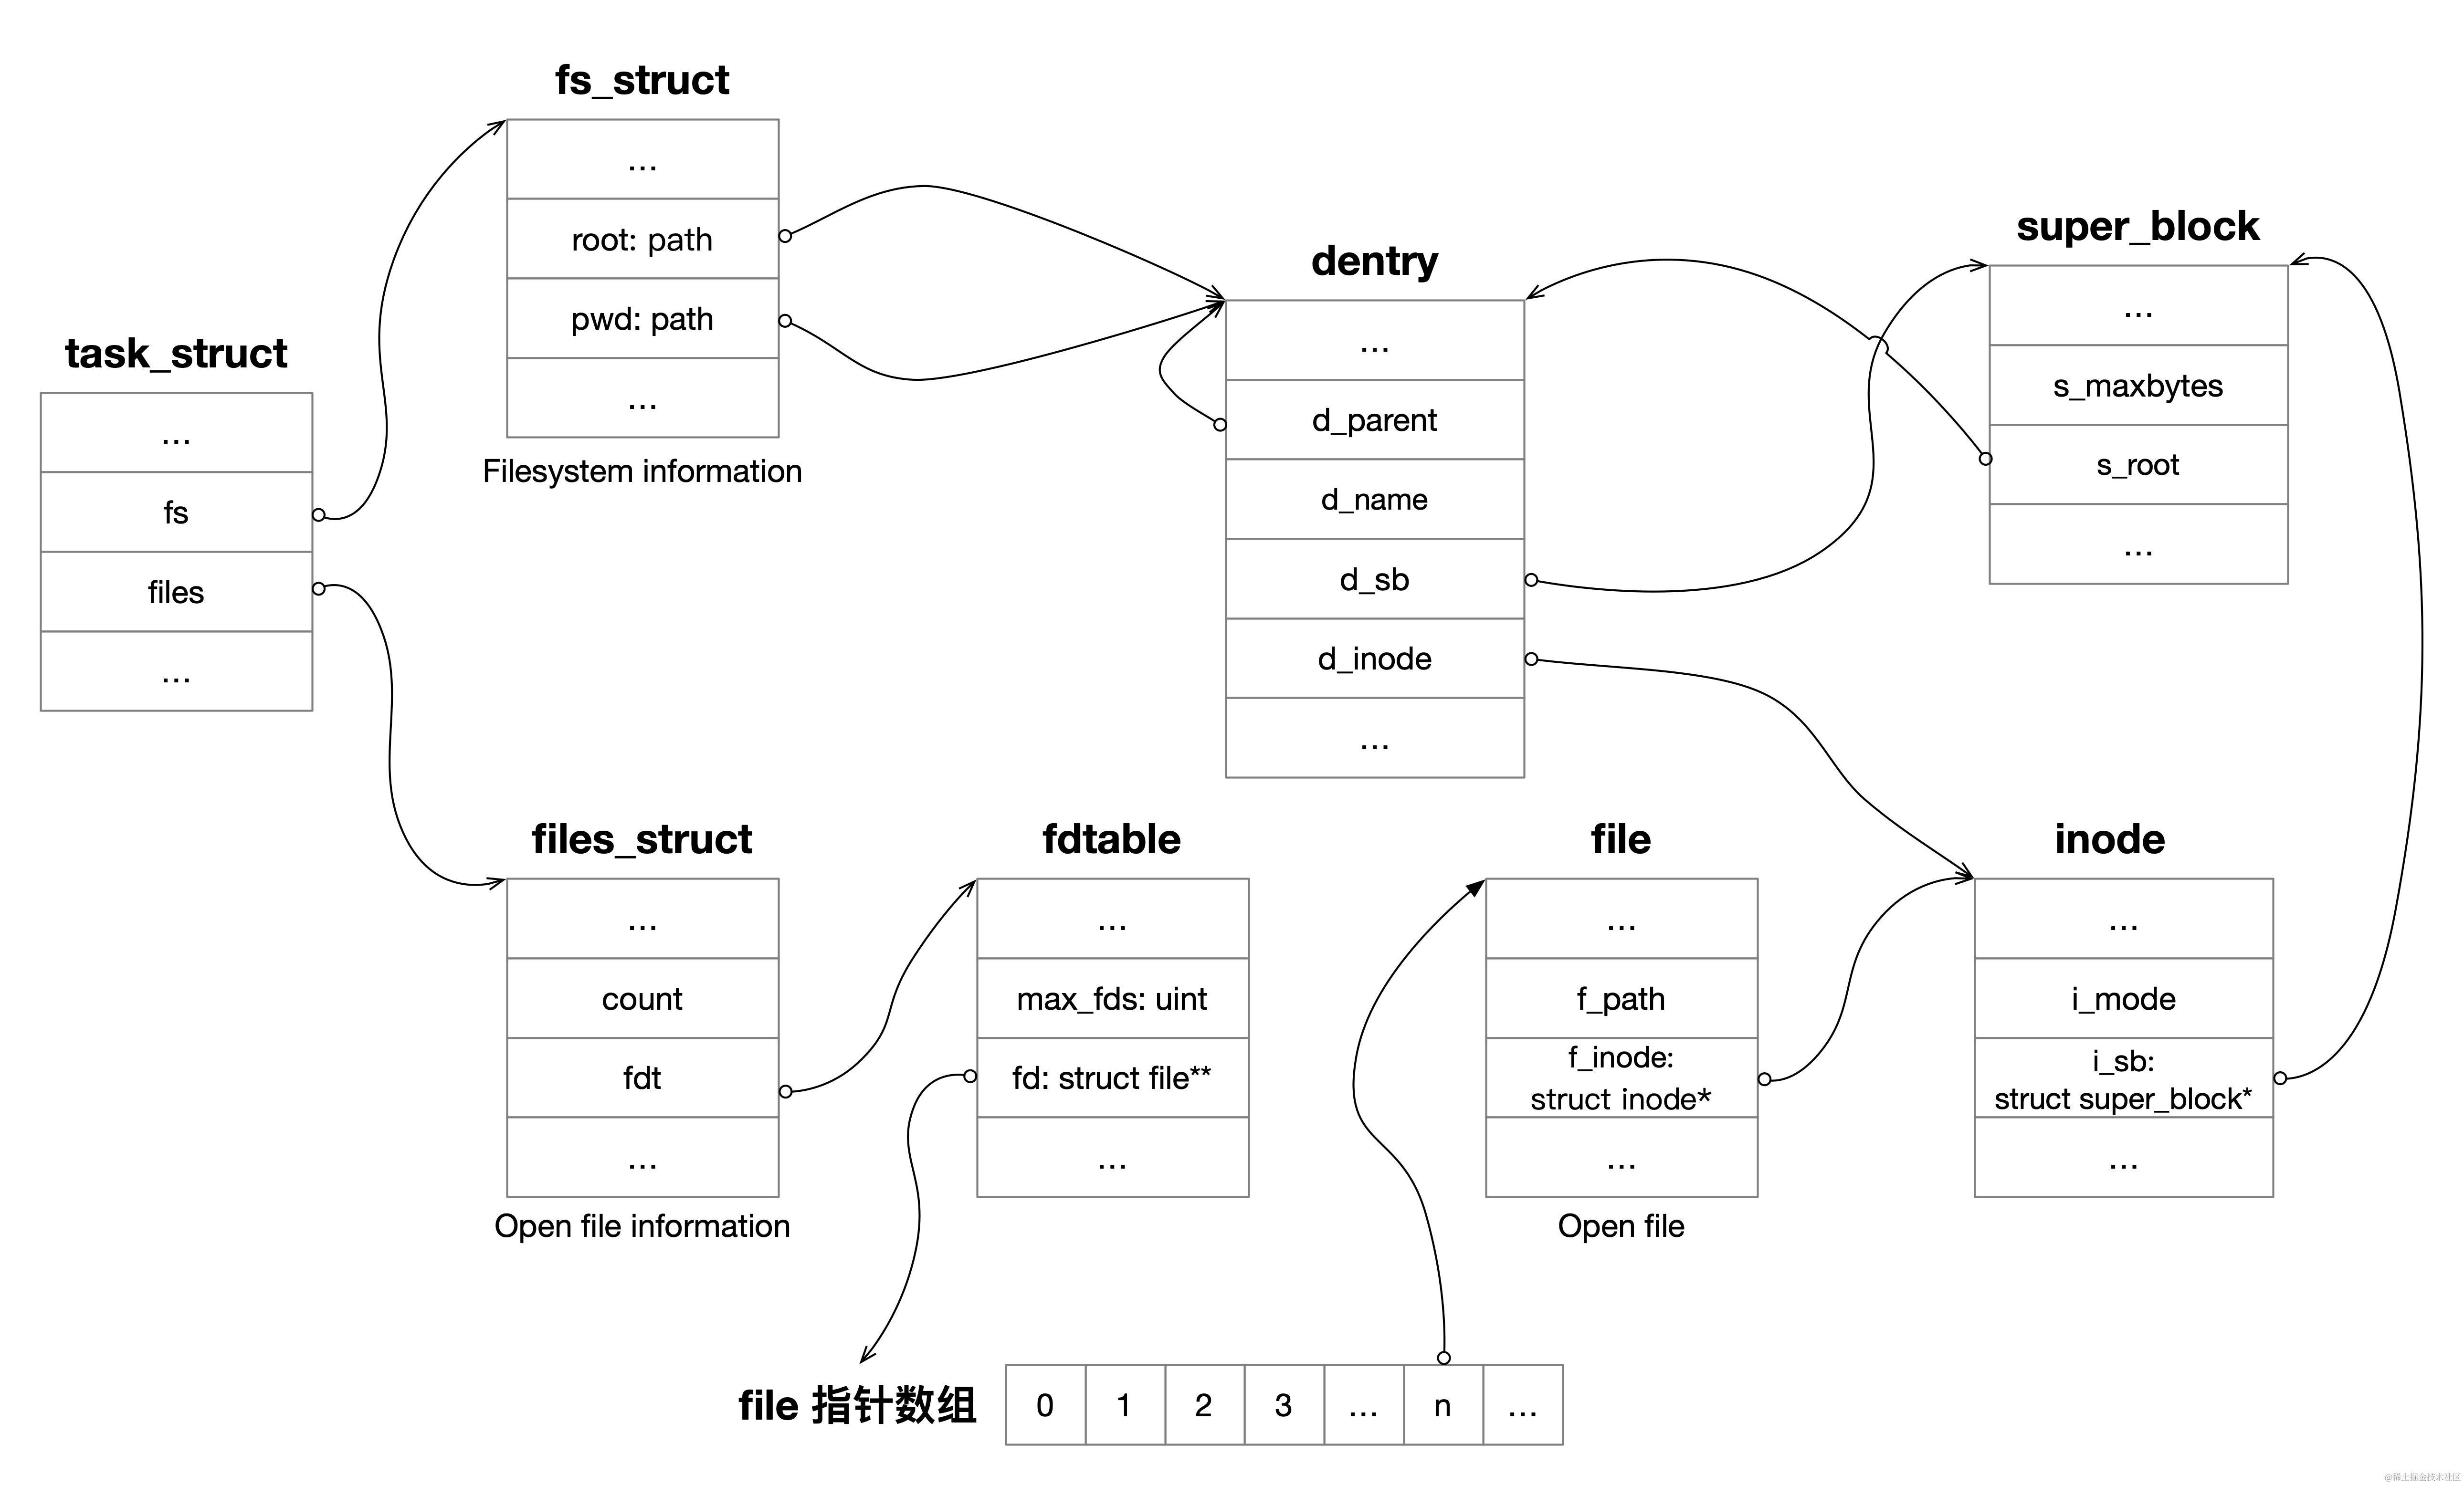 fs_struct
...
root: path
pwd: path
...
Filesystem information
task_struct
...
fs
files
...
dentry
...
d_parent
d_name
d_sb
d_inode
...
super_block
...
s_maxbytes
s_root
...
files_struct
...
count
fdt
...
Open file information
fdtable
...
max_fds: uint
fd: struct file**
...
file
...
f_path
f_inode:
struct inode*
...
Open file
inode
...
i_mode
i_sb:
struct super_block*
...
file 指针数组
0 1 2 3 ... n ...
@稀土掘金技术社区